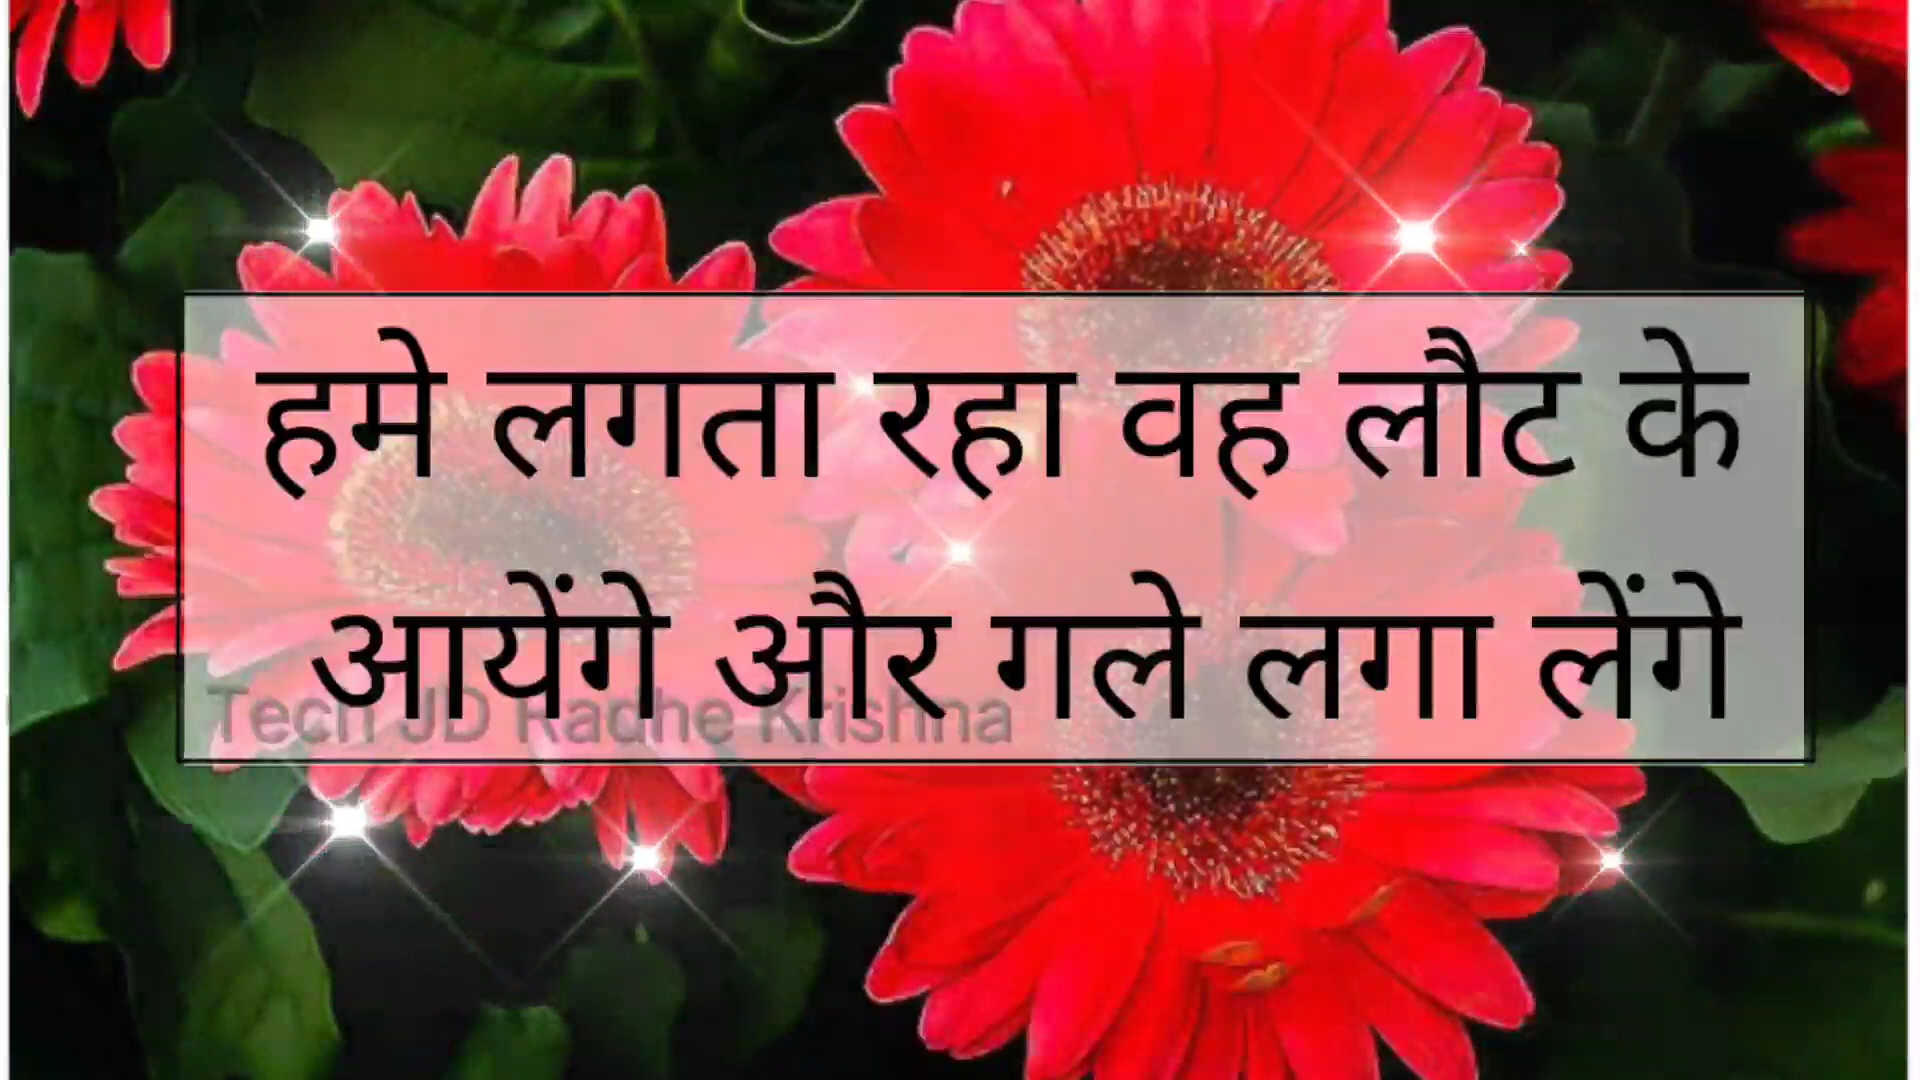 हमे लगता रहा वह लौट के
आयेंगे और गले लगा लेंगे
Tech JD Radhe Krishna